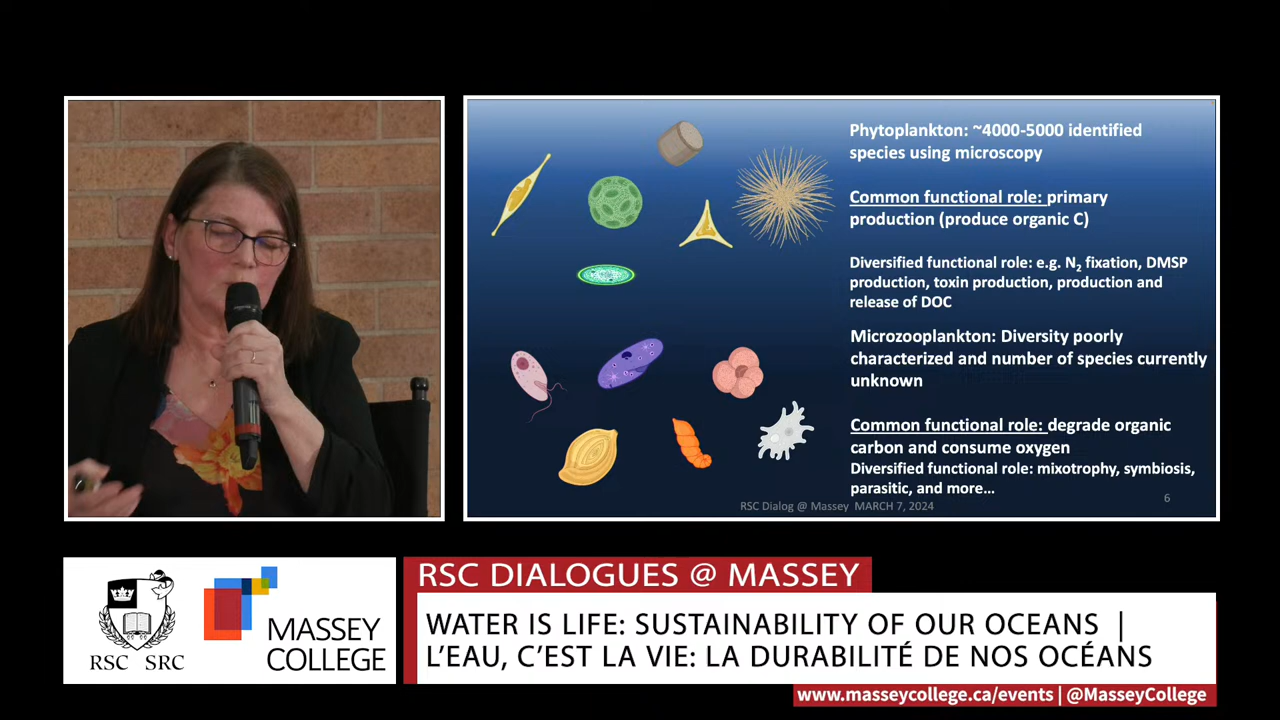 Phytoplankton: ~4000-5000 identified
species using microscopy
Common functional role: primary
production (produce organic C)
Diversified functional role: e.g. N₂ fixation, DMSP
production, toxin production, production and
release of DOC
Microzooplankton: Diversity poorly
characterized and number of species currently
unknown
Common functional role: degrade organic
carbon and consume oxygen
Diversified functional role: mixotrophy, symbiosis,
parasitic, and more...
RSC Dialog @ Massey MARCH 7, 2024
6
RSC SRC
MASSEY
COLLEGE
RSC DIALOGUES @ MASSEY
WATER IS LIFE: SUSTAINABILITY OF OUR OCEANS |
L'EAU, C'EST LA VIE: LA DURABILITÉ DE NOS OCÉANS
www.masseycollege.ca/events | @MasseyCollege